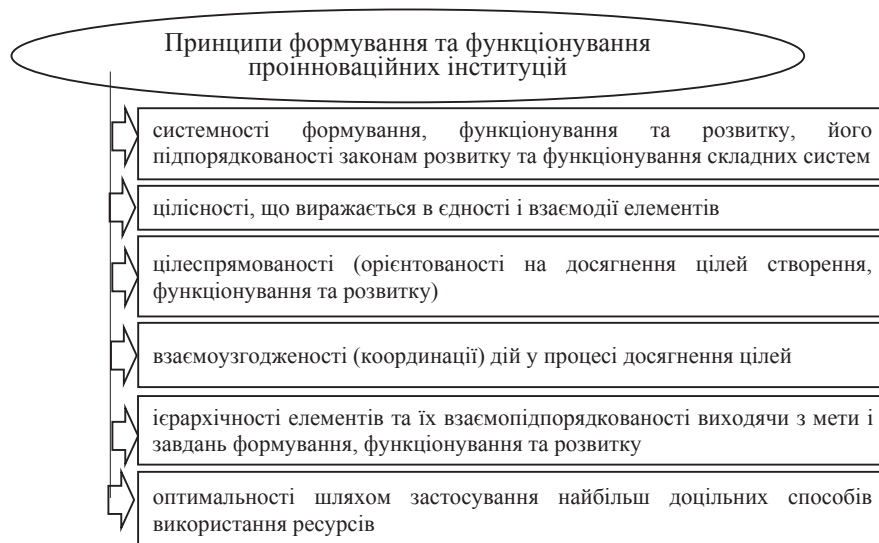 Принципи формування та функціонування
проінноваційних інституцій
системності формування, функціонування та розвитку, його
підпорядкованості законам розвитку та функціонування складних систем
цілісності, що виражається в єдності і взаємодії елементів
цілеспрямованості (орієнтованості на досягнення цілей створення,
функціонування та розвитку)
взаємоузгодженості (координації) дій у процесі досягнення цілей
ієрархічності елементів та їх взаємопідпорядкованості виходячи з мети і
завдань формування, функціонування та розвитку
оптимальності шляхом застосування найбільш доцільних способів
використання ресурсів